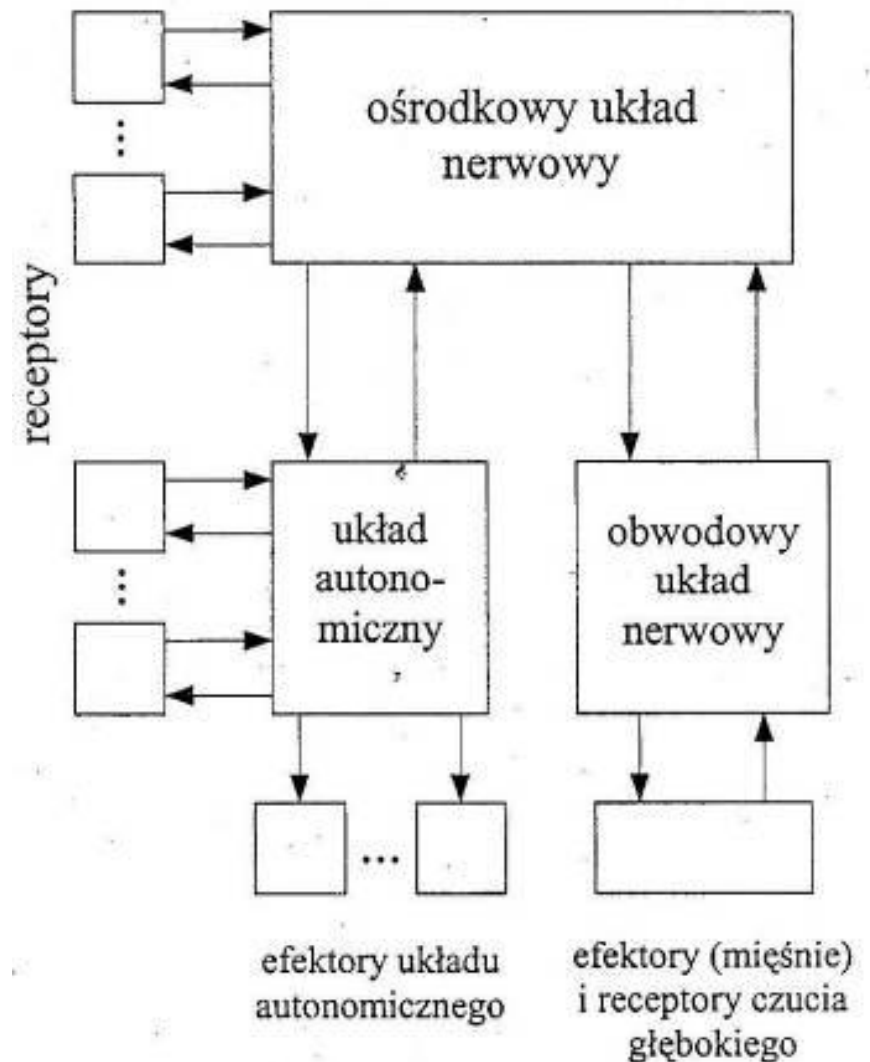 ośrodkowy układ
nerwowy
receptory
układ
autono-
miczny
obwodowy
układ
nerwowy
efektory układu
autonomicznego
efektory (mięśnie)
i receptory czucia
głębokiego